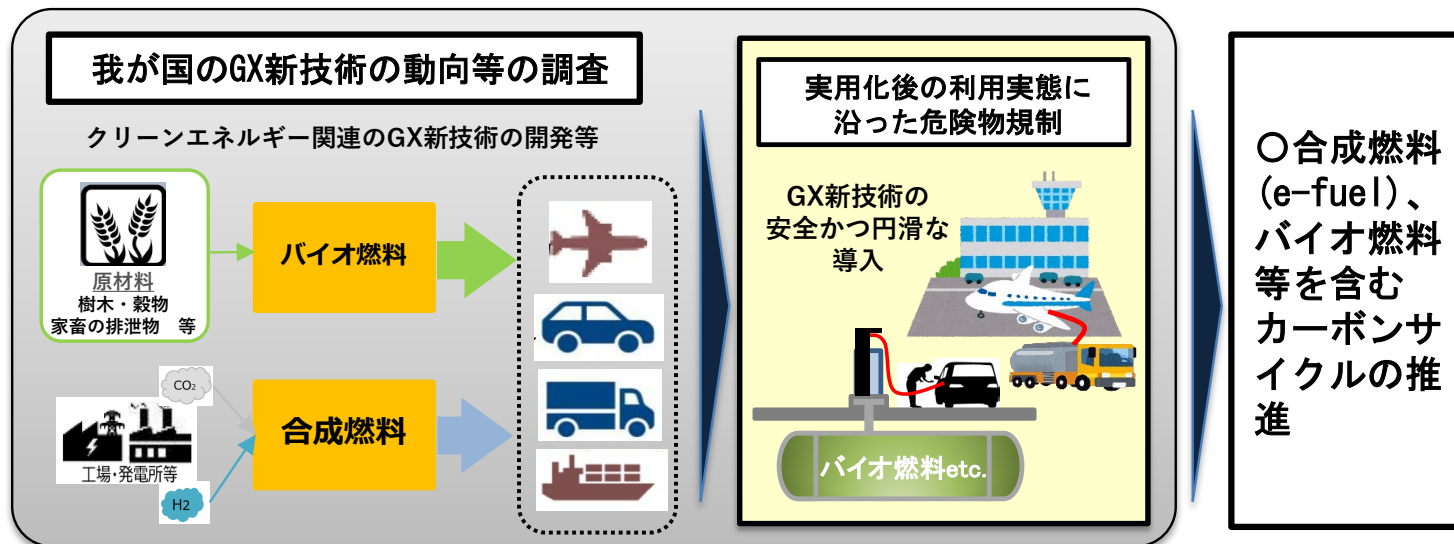 我が国のGX新技術の動向等の調査
クリーンエネルギー関連のGX新技術の開発等
原材料
樹木・穀物
家畜の排泄物 等
バイオ燃料
CO₂
工場・発電所等
H2
合成燃料
実用化後の利用実態に
沿った危険物規制
GX新技術の
安全かつ円滑な
導入
バイオ燃料etc.
〇合成燃料
(e-fuel)、
バイオ燃料
等を含む
カーボンサ
イクルの推
進